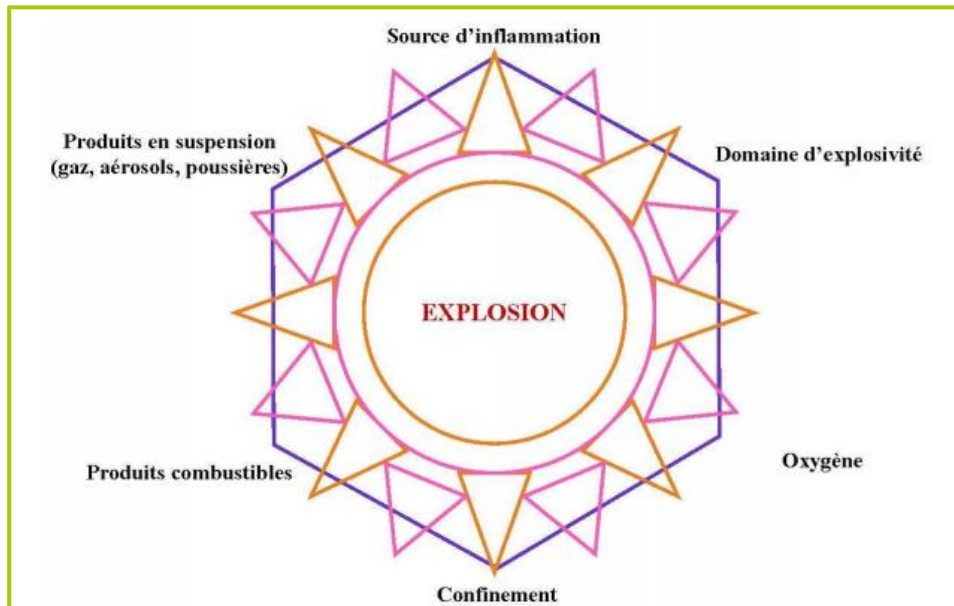 Source d’inflammation
Produits en suspension
(gaz, aérosols, poussières)
Domaine d’explosivité
EXPLOSION
Produits combustibles
Oxygène
Confinement